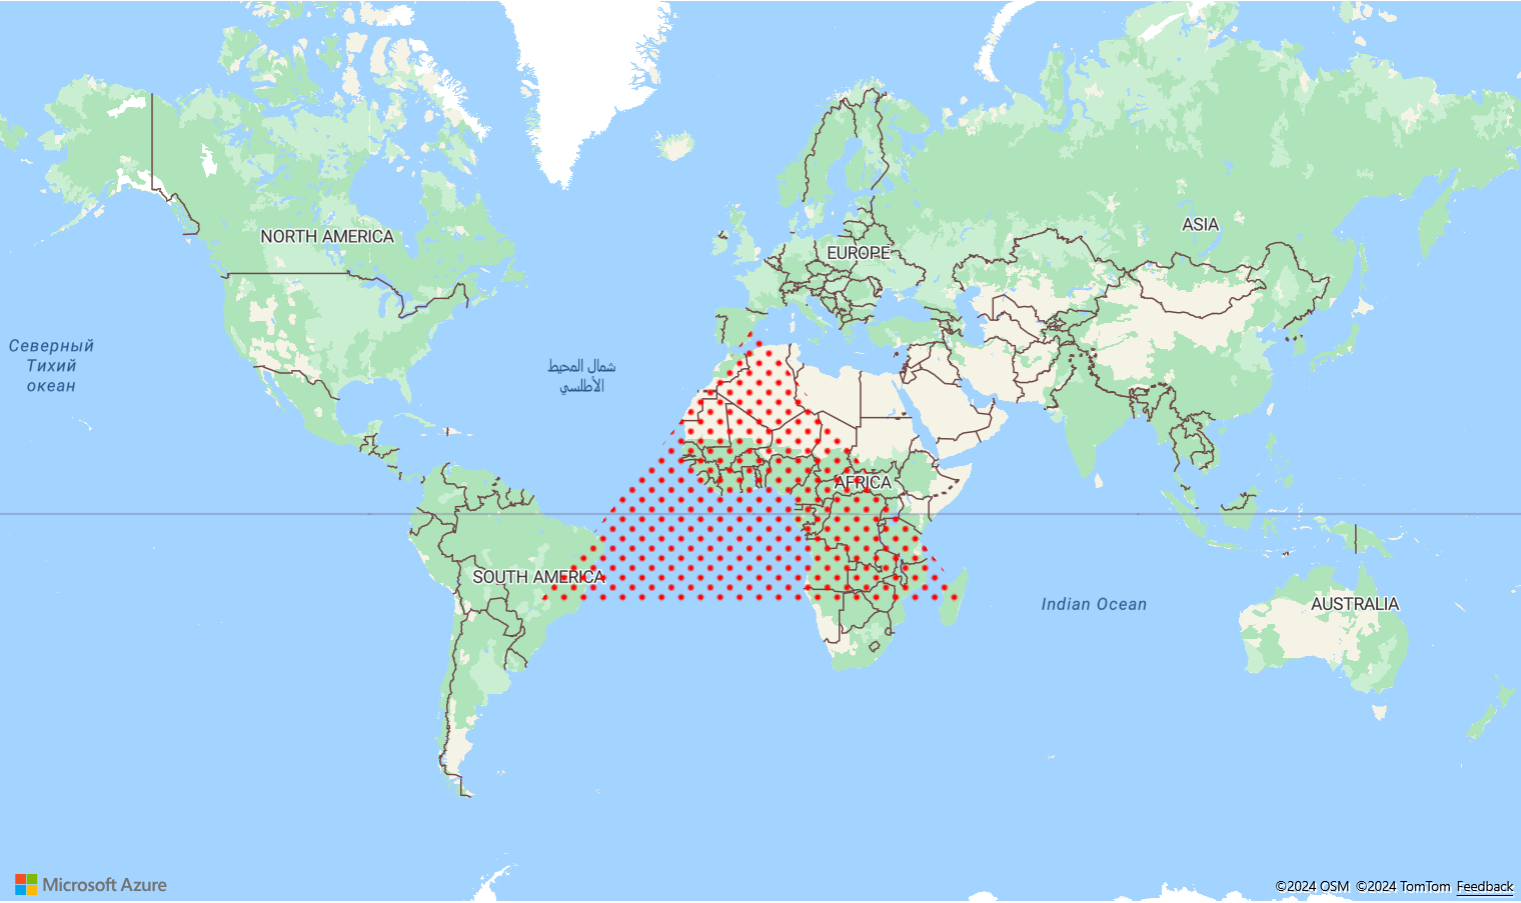 ASIA
NORTH AMERICA
EUROPE
Северный
Тихий
океан
شمال المحيط
الأطلسي
AFRICA
SOUTH AMERICA
Indian Ocean
AUSTRALIA
Microsoft Azure
©2024 OSM ©2024 TomTom Feedback